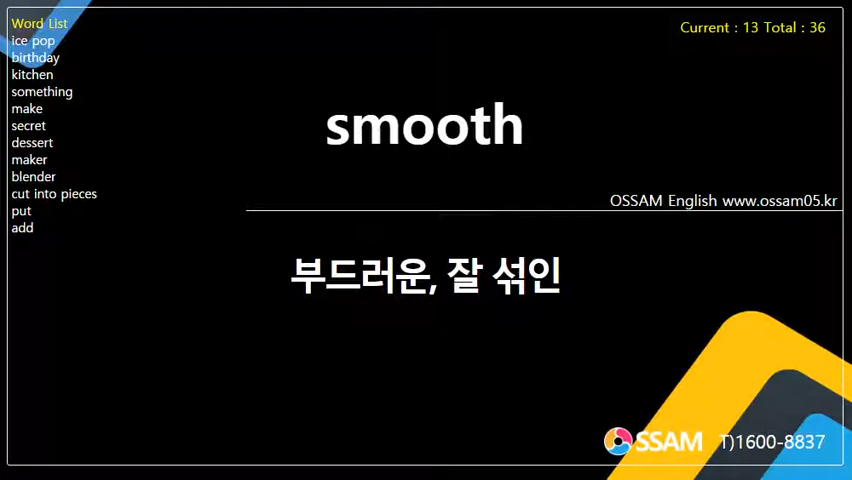 Word List
ice pop
birthday
kitchen
something
make
secret
dessert
maker
blender
cut into pieces
put
add
Current : 13 Total : 36
smooth
OSSAM English www.ossam05.kr
부드러운, 잘 섞인
OSSAM T)1600-8837